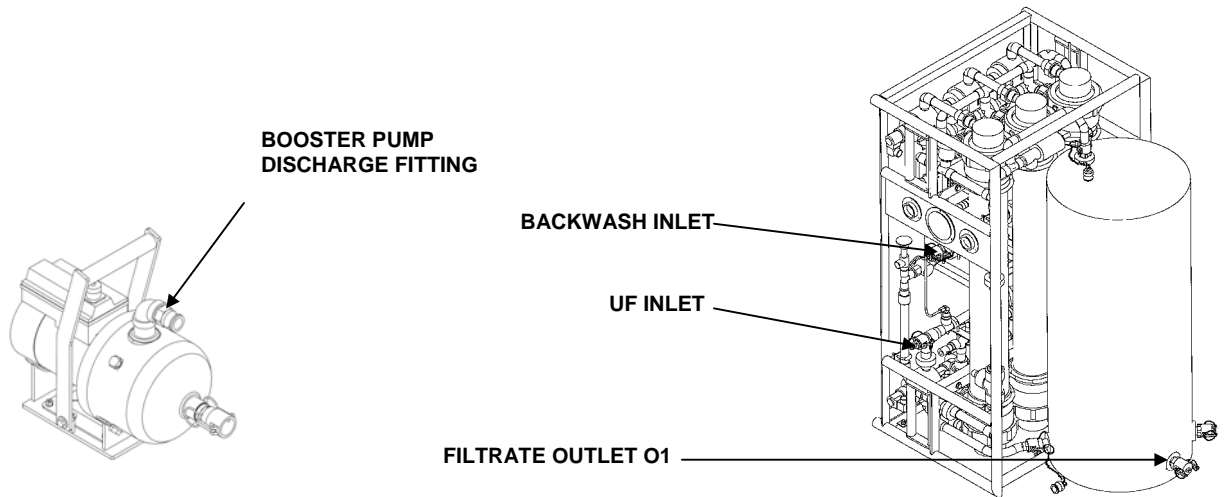 BOOSTER PUMP
DISCHARGE FITTING
BACKWASH INLET
UF INLET
FILTRATE OUTLET O1